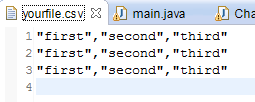 yourfile.csv main.java Cha
1 "first","second","third"
2 "first","second","third"
3 "first","second","third"
4